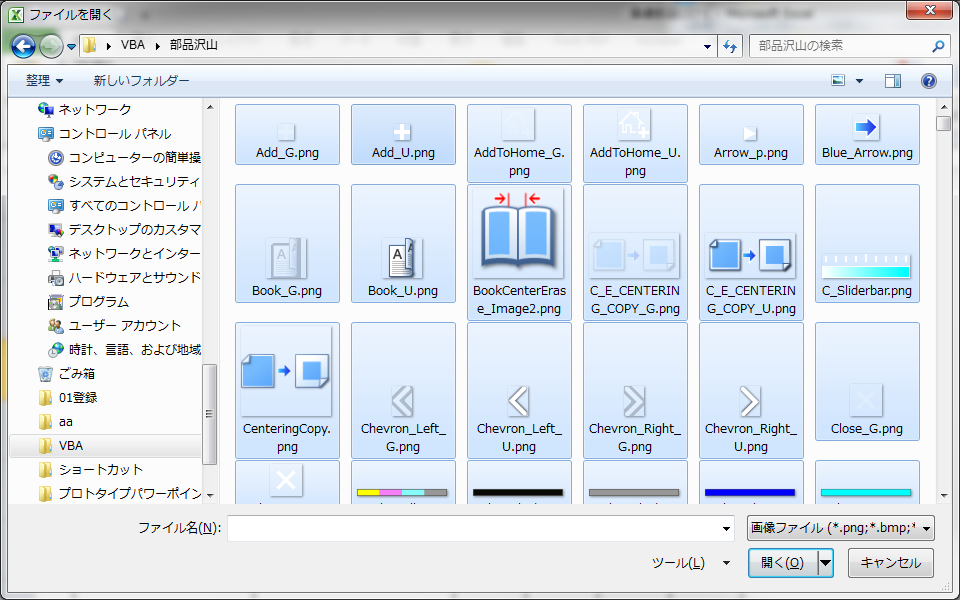 ファイルを開く
VBA
部品沢山
部品沢山の検索
整理
新しいフォルダー
ネットワーク
コントロール パネル
コンピューターの簡単操
システムとセキュリティ
すべてのコントロール パ
デスクトップのカスタマ
ネットワークとインター
ハードウェアとサウンド
プログラム
ユーザー アカウント
時計、言語、および地域
ごみ箱
01登録
aa
VBA
ショートカット
プロトタイプパワーポイン
Add_G.png
Add_U.png
AddToHome_G.
png
AddToHome_U.
png
Arrow_p.png
Blue_Arrow.png
Book_G.png
Book_U.png
BookCenterEras
e_Image2.png
C_E_CENTERIN
G_COPY_G.png
C_E_CENTERIN
G_COPY_U.png
C_Sliderbar.png
CenteringCopy.
png
Chevron_Left_
G.png
Chevron_Left_
U.png
Chevron_Right_
G.png
Chevron_Right_
U.png
Close_G.png
ファイル名(N):
画像ファイル (*.png;*.bmp;*
ツール(L)
開く(O)
キャンセル